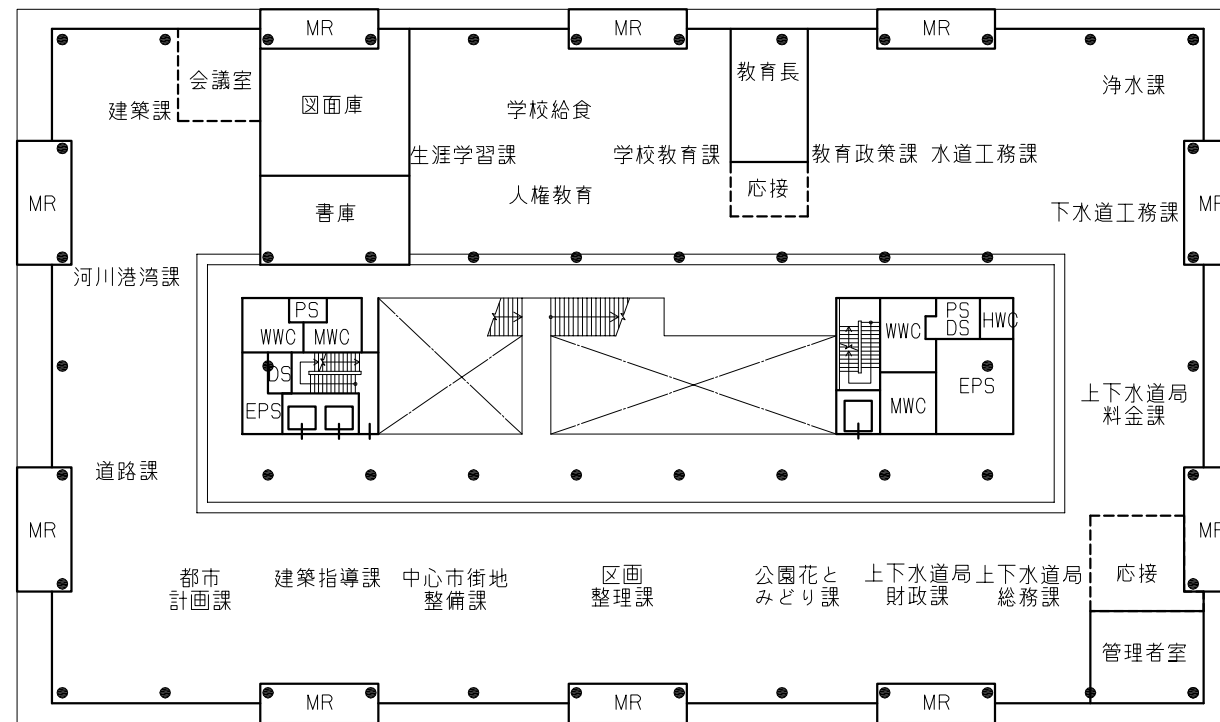 MR
MR
MR
会議室
建築課
図面庫
学校給食
教育長
浄水課
生涯学習課
学校教育課
教育政策課
水道工務課
人権教育
応接
MR
書庫
下水道工務課
MR
河川港湾課
PS
WWC
MWC
DS
EPS
WWC
PS
DS
HWC
MWC
EPS
上下水道局
料金課
道路課
MR
MR
都市
計画課
建築指導課
中心市街地
整備課
区画
整理課
公園花と
みどり課
上下水道局
財政課
上下水道局
総務課
応接
管理者室
MR
MR
MR